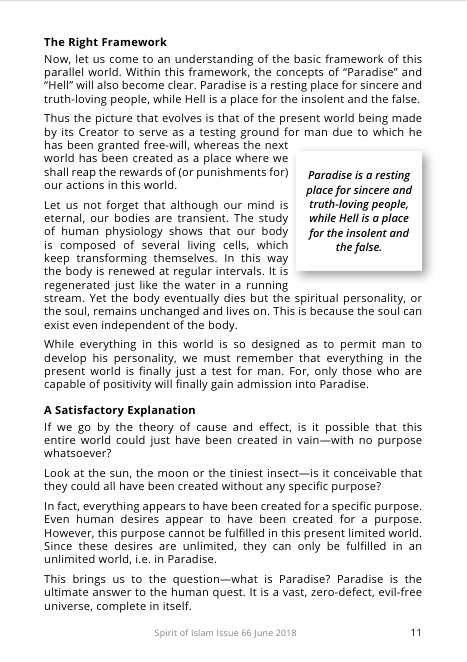 The Right Framework
Now, let us come to an understanding of the basic framework of this
parallel world. Within this framework, the concepts of “Paradise” and
“Hell” will also become clear. Paradise is a resting place for sincere and
truth-loving people, while Hell is a place for the insolent and the false.
Thus the picture that evolves is that of the present world being made
by its Creator to serve as a testing ground for man due to which he
has been granted free-will, whereas the next
world has been created as a place where we
shall reap the rewards of (or punishments for)
our actions in this world.
Let us not forget that although our mind is
eternal, our bodies are transient. The study
of human physiology shows that our body
is composed of several living cells, which
keep transforming themselves. In this way
the body is renewed at regular intervals. It is
regenerated just like the water in a running
stream. Yet the body eventually dies but the spiritual personality, or
the soul, remains unchanged and lives on. This is because the soul can
exist even independent of the body.
Paradise is a resting
place for sincere and
truth-loving people,
while Hell is a place
for the insolent and
the false.
While everything in this world is so designed as to permit man to
develop his personality, we must remember that everything in the
present world is finally just a test for man. For, only those who are
capable of positivity will finally gain admission into Paradise.
A Satisfactory Explanation
If we go by the theory of cause and effect, is it possible that this
entire world could just have been created in vain—with no purpose
whatsoever?
Look at the sun, the moon or the tiniest insect—is it conceivable that
they could all have been created without any specific purpose?
In fact, everything appears to have been created for a specific purpose.
Even human desires appear to have been created for a purpose.
However, this purpose cannot be fulfilled in this present limited world.
Since these desires are unlimited, they can only be fulfilled in an
unlimited world, i.e. in Paradise.
This brings us to the question—what is Paradise? Paradise is the
ultimate answer to the human quest. It is a vast, zero-defect, evil-free
universe, complete in itself.
Spirit of Islam Issue 66 June 2018
11